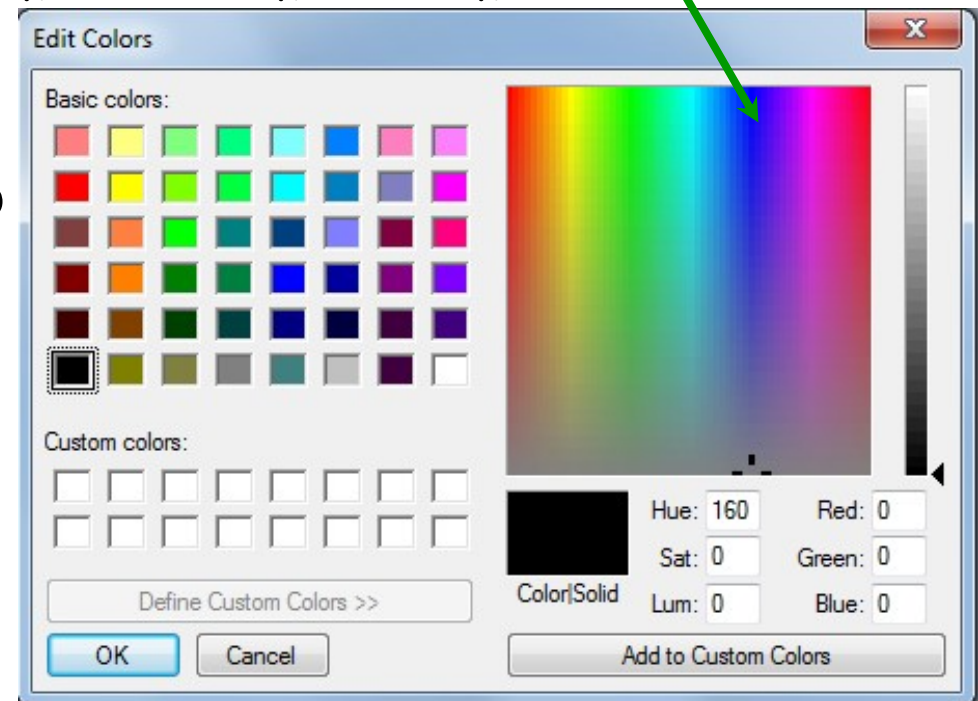 Edit Colors
x
Basic colors:
Custom colors:
Define Custom Colors >>
OK Cancel
Color|Solid
Hue: 160 Red: 0
Sat: 0 Green: 0
Lum: 0 Blue: 0
Add to Custom Colors